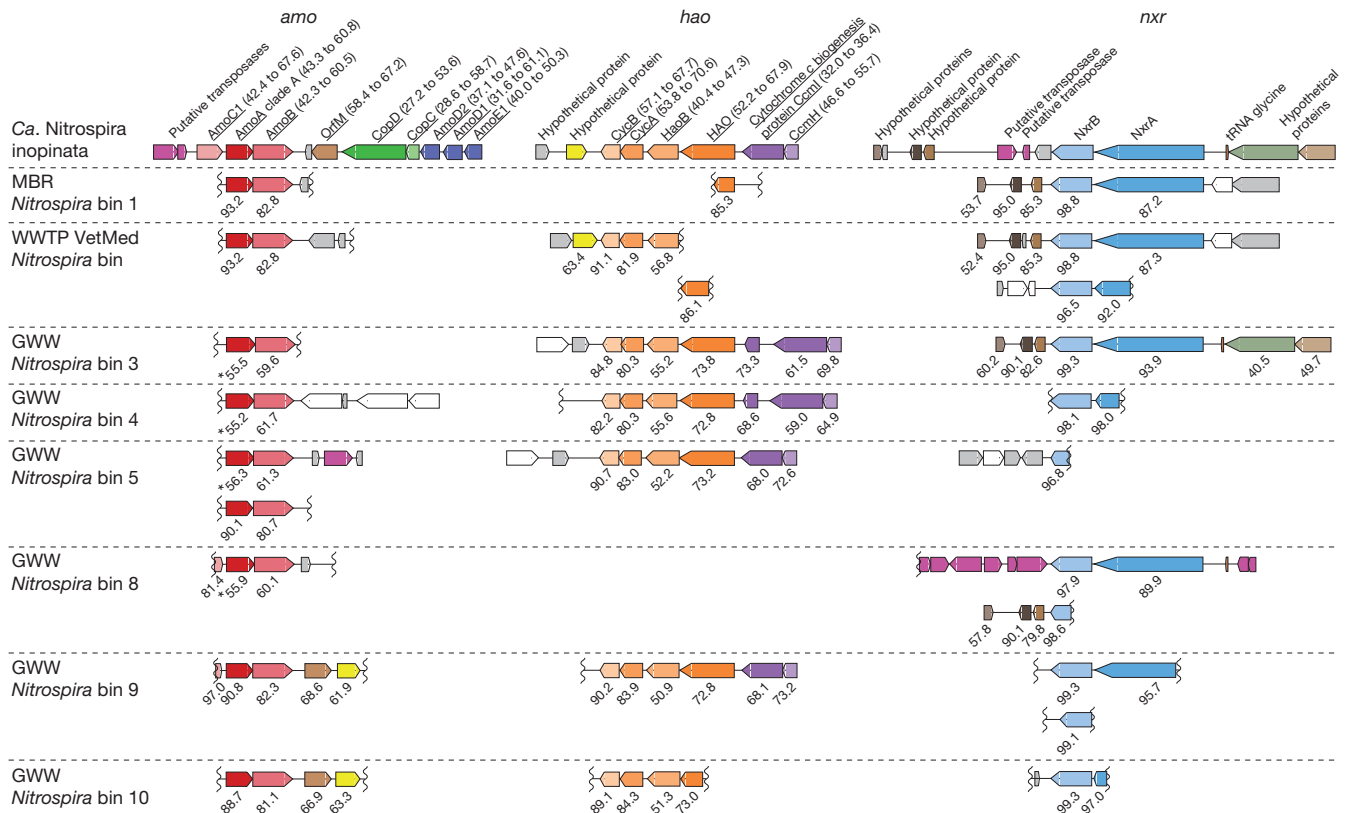 amo hao nxr
Putative transposases
AmoC1 (42.4 to 67.6)
AmoA clade A (43.3 to 60.8)
AmoB (42.3 to 60.5)
OrfM (58.4 to 67.2)
CopD (27.2 to 53.6)
CopC (28.6 to 58.7)
AmoD2 (37.1 to 47.6)
AmoD1 (31.6 to 61.1)
AmoE1 (40.0 to 50.3)
Hypothetical protein
Hypothetical protein
CycB (57.1 to 67.7)
CycA (53.8 to 70.6)
HaoB (40.4 to 47.3)
HAO (52.2 to 67.9)
Cytochrome c biogenesis
protein CcmI (32.0 to 36.4)
CcmH (46.6 to 55.7)
Hypothetical proteins
Hypothetical protein
Hypothetical protein
Putative transposase
Putative transposase
NxrB
NxrA
tRNA glycine
Hypothetical
proteins
Ca. Nitrospira
inopinata
MBR
Nitrospira bin 1
93.2 82.8 85.3 53.7 95.0 85.3 98.8 87.2
WWTP VetMed
Nitrospira bin
93.2 82.8 63.4 91.1 81.9 56.8 52.4 95.0 85.3 98.8 87.3
86.1 96.5 92.0
GWW
Nitrospira bin 3
*55.5 59.6 84.8 80.3 55.2 73.8 73.3 61.5 69.8 60.2 90.1 82.6 99.3 93.9 40.5 49.7
GWW
Nitrospira bin 4
*55.2 61.7 82.2 80.3 55.6 72.8 68.6 59.0 64.9 98.1 98.0
GWW
Nitrospira bin 5
*56.3 61.3 90.7 83.0 52.2 73.2 68.0 72.6 96.8
90.1 80.7
GWW
Nitrospira bin 8
81.4 *55.9 60.1 97.9 89.9
57.8 90.1 79.8 98.6
GWW
Nitrospira bin 9
97.0 90.8 82.3 68.6 61.9 90.2 83.9 50.9 72.8 68.1 73.2 99.3 95.7
99.1
GWW
Nitrospira bin 10
88.7 81.1 66.9 63.3 89.1 84.3 51.3 73.0 99.3 97.0